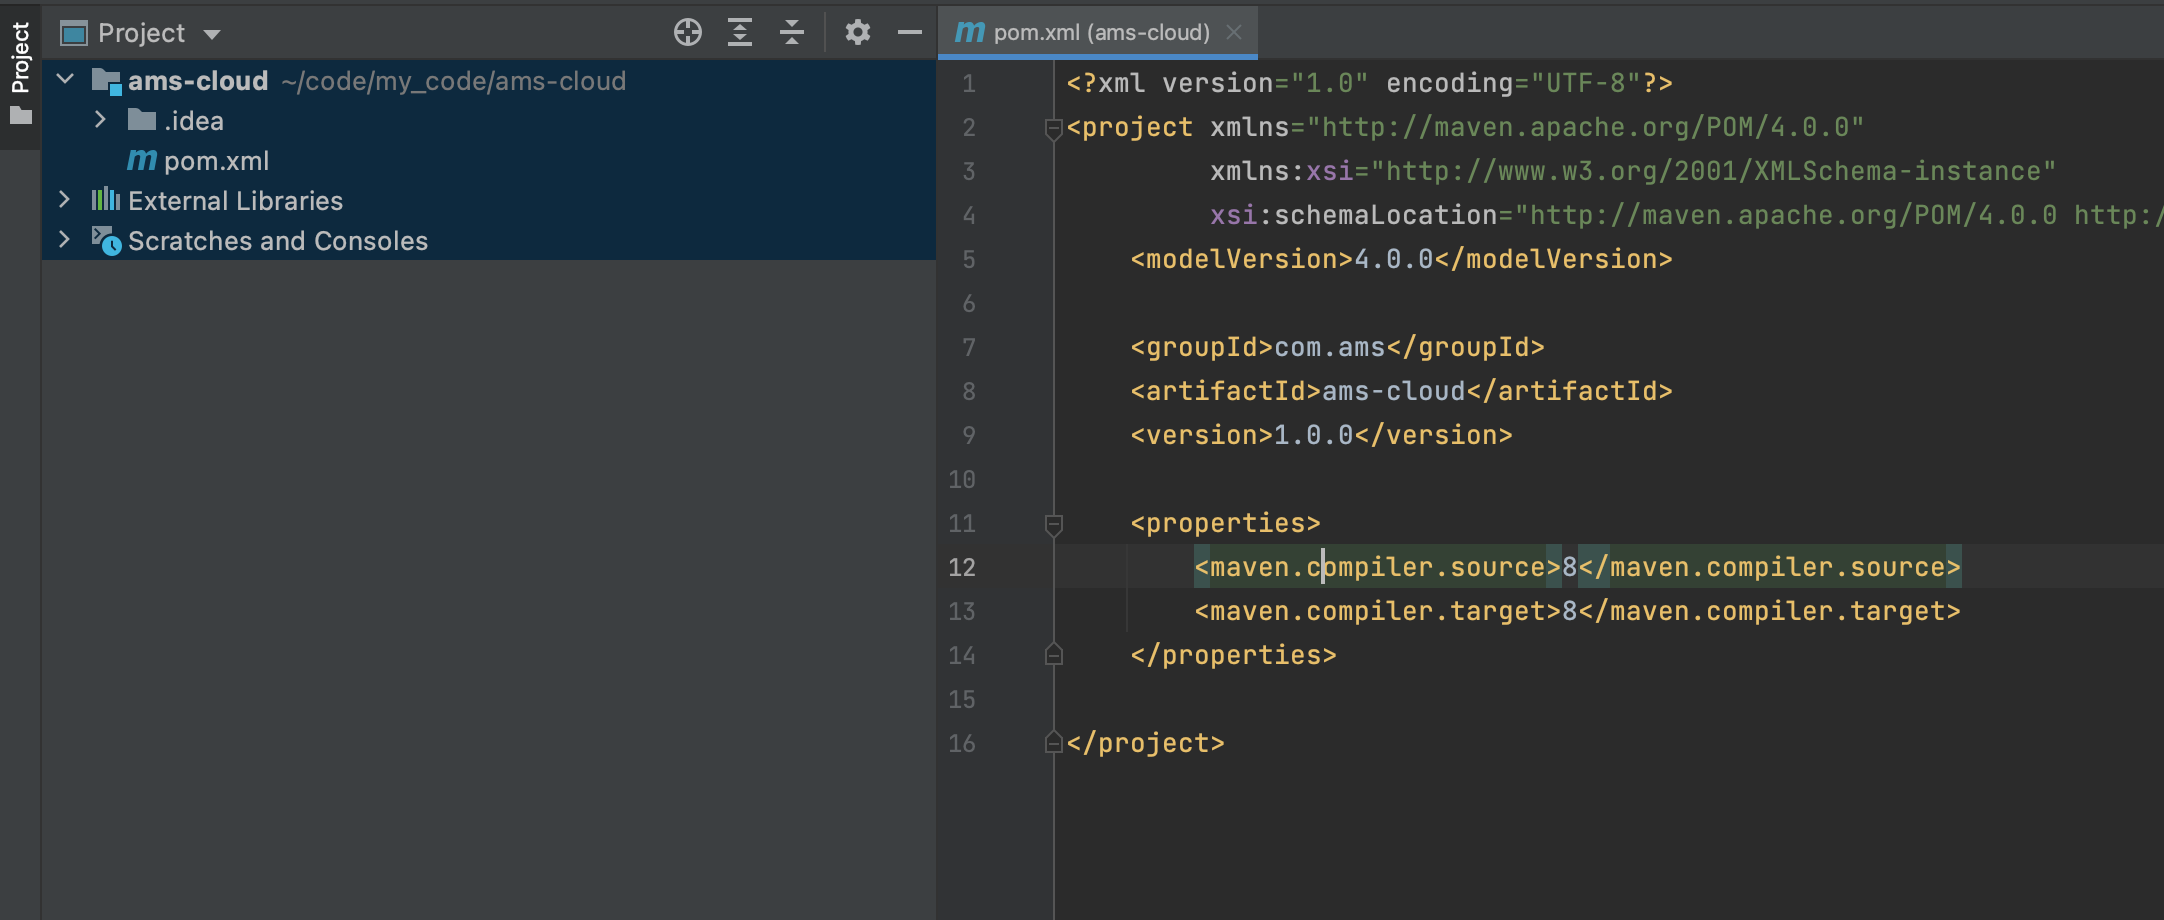 Project
Project
ams-cloud ~/code/my_code/ams-cloud
.idea
m pom.xml
External Libraries
Scratches and Consoles
m pom.xml (ams-cloud)
1 <?xml version="1.0" encoding="UTF-8"?>
2 <project xmlns="http://maven.apache.org/POM/4.0.0"
3 xmlns:xsi="http://www.w3.org/2001/XMLSchema-instance"
4 xsi:schemaLocation="http://maven.apache.org/POM/4.0.0 http:/
5 <modelVersion>4.0.0</modelVersion>
6
7 <groupId>com.ams</groupId>
8 <artifactId>ams-cloud</artifactId>
9 <version>1.0.0</version>
10
11 <properties>
12 <maven.compiler.source>8</maven.compiler.source>
13 <maven.compiler.target>8</maven.compiler.target>
14 </properties>
15
16 </project>